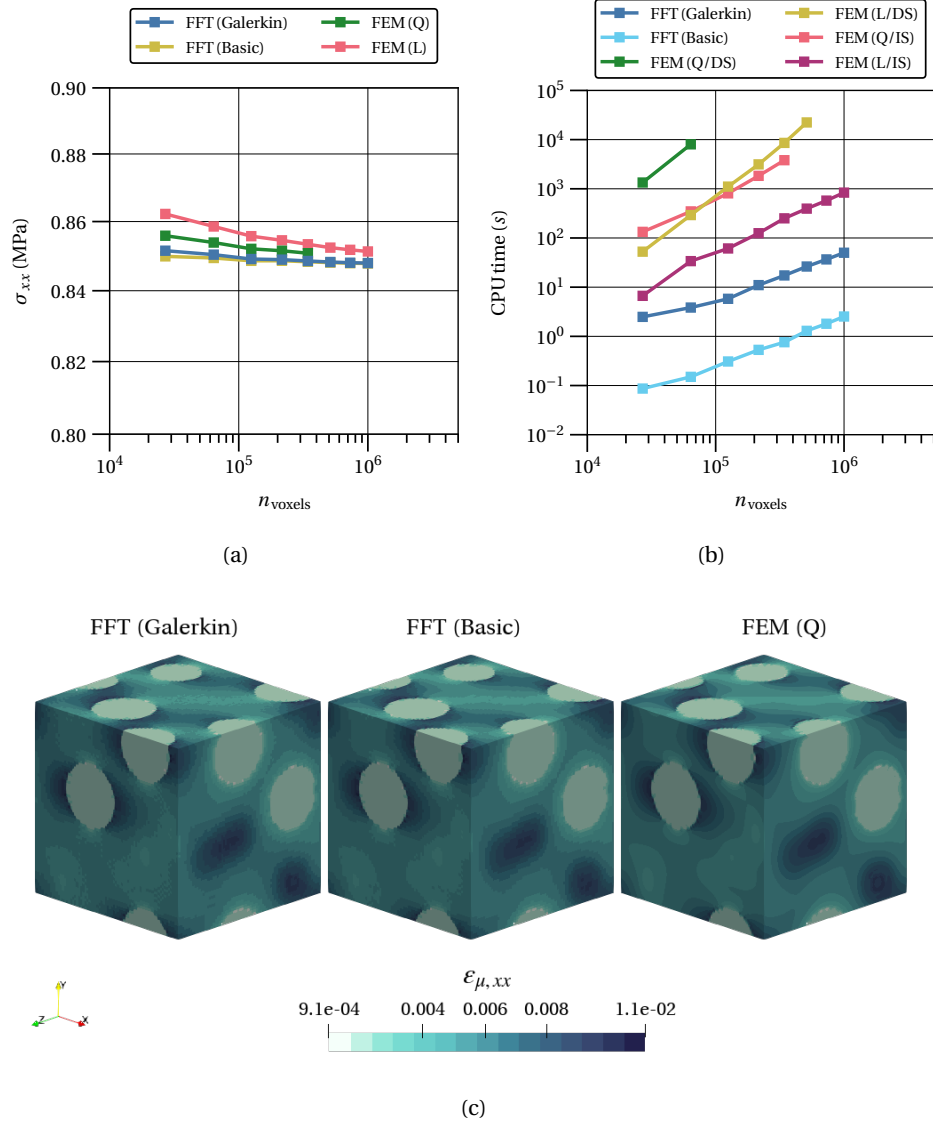 FFT (Galerkin) FEM (Q)
FFT (Basic) FEM (L)
0.90
0.88
0.86
0.84
0.82
0.80
σxx (MPa)
10^4 10^5 10^6
n_voxels
(a)
FFT (Galerkin) FEM (L/DS)
FFT (Basic) FEM (Q/IS)
FEM (Q/DS) FEM (L/IS)
10^5
10^4
10^3
10^2
10^1
10^0
10^−1
10^−2
CPU time (s)
10^4 10^5 10^6
n_voxels
(b)
FFT (Galerkin) FFT (Basic) FEM (Q)
Y
Z X
ε_μ,xx
9.1e-04 0.004 0.006 0.008 1.1e-02
(c)